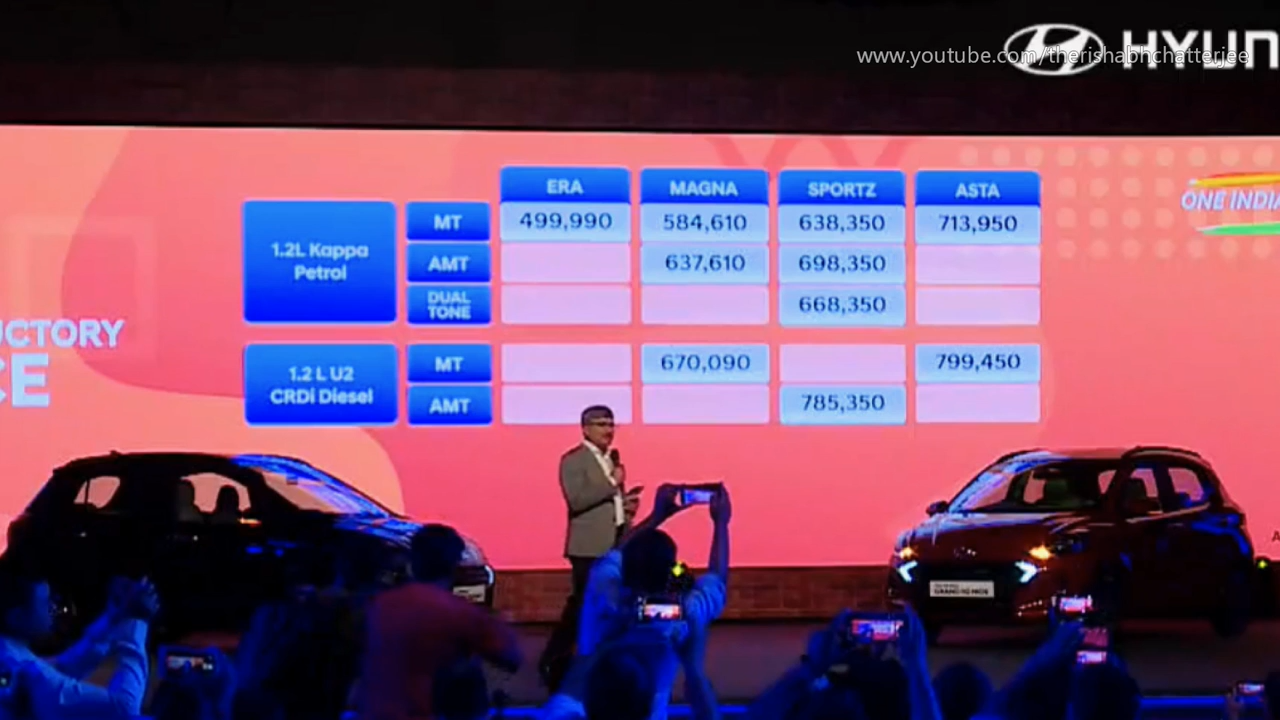 HYUN
www.youtube.com/therishabhchatterjee
ERA MAGNA SPORTZ ASTA
1.2L Kappa
Petrol
MT 499,990 584,610 638,350 713,950
AMT 637,610 698,350
DUAL
TONE 668,350
1.2 L U2
CRDi Diesel
MT 670,090 799,450
AMT 785,350
ONE INDIA
UCTORY
CE